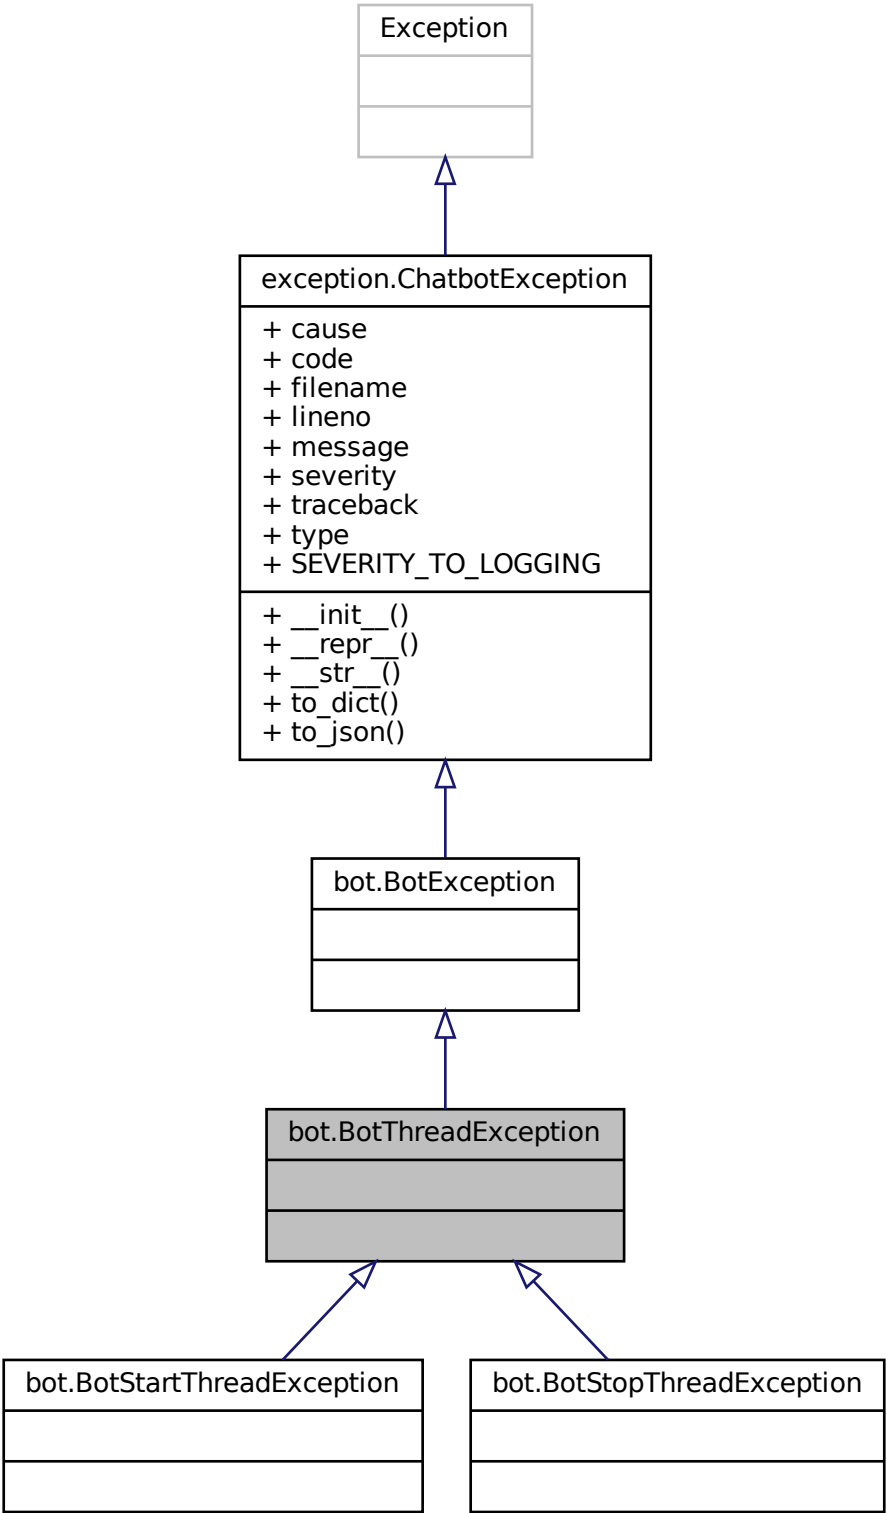 Exception
exception.ChatbotException
+ cause
+ code
+ filename
+ lineno
+ message
+ severity
+ traceback
+ type
+ SEVERITY_TO_LOGGING
+ __init__()
+ __repr__()
+ __str__()
+ to_dict()
+ to_json()
bot.BotException
bot.BotThreadException
bot.BotStartThreadException
bot.BotStopThreadException